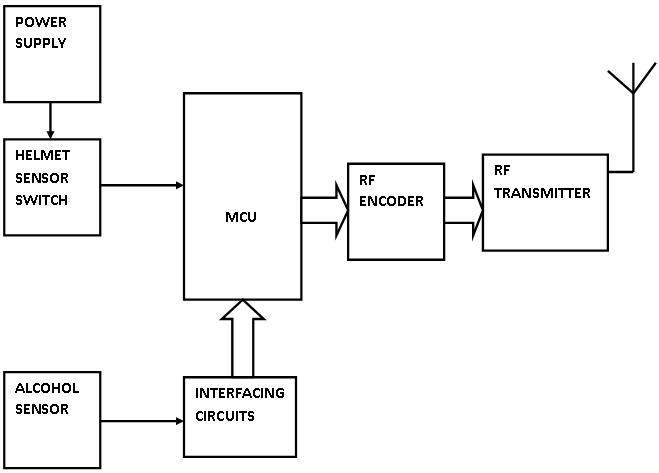 POWER
SUPPLY
HELMET
SENSOR
SWITCH
MCU
RF
ENCODER
RF
TRANSMITTER
ALCOHOL
SENSOR
INTERFACING
CIRCUITS